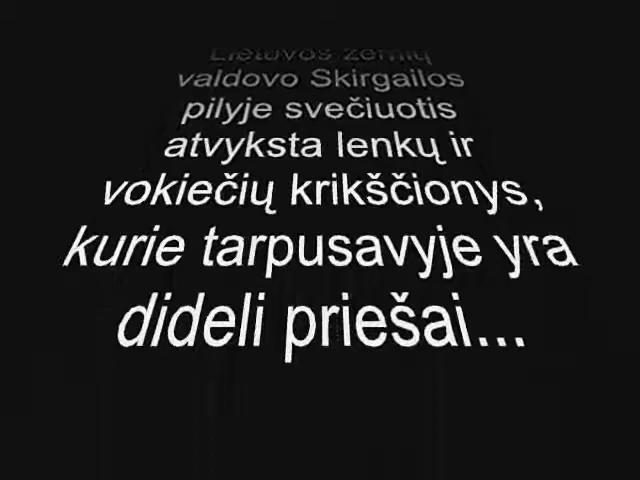 Lietuvos žemių
valdovo Skirgailos
pilyje svečiuotis
atvyksta lenkų ir
vokiečių krikščionys,
kurie tarpusavyje yra
dideli priešai...